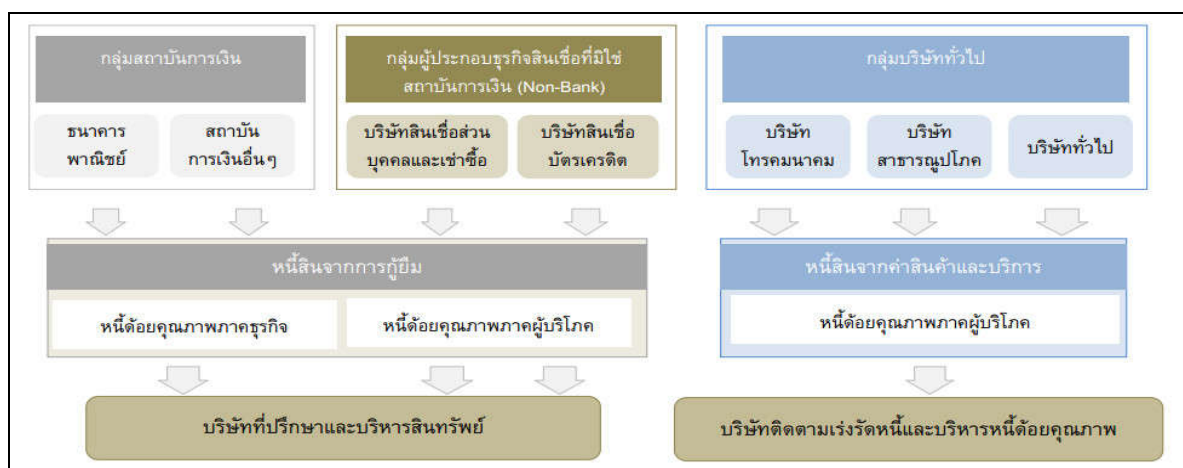 กลุ่มสถาบันการเงิน
ธนาคาร
พาณิชย์
สถาบัน
การเงินอื่นๆ
กลุ่มผู้ประกอบธุรกิจสินเชื่อที่มิใช่
สถาบันการเงิน (Non-Bank)
บริษัทสินเชื่อส่วน
บุคคลและเช่าซื้อ
บริษัทสินเชื่อ
บัตรเครดิต
กลุ่มบริษัททั่วไป
บริษัท
โทรคมนาคม
บริษัท
สาธารณูปโภค
บริษัททั่วไป
หนี้สินจากการกู้ยืม
หนี้ด้อยคุณภาพภาคธุรกิจ
หนี้ด้อยคุณภาพภาคผู้บริโภค
หนี้สินจากค่าสินค้าและบริการ
หนี้ด้อยคุณภาพภาคผู้บริโภค
บริษัทที่ปรึกษาและบริหารสินทรัพย์
บริษัทติดตามเร่งรัดหนี้และบริหารหนี้ด้อยคุณภาพ